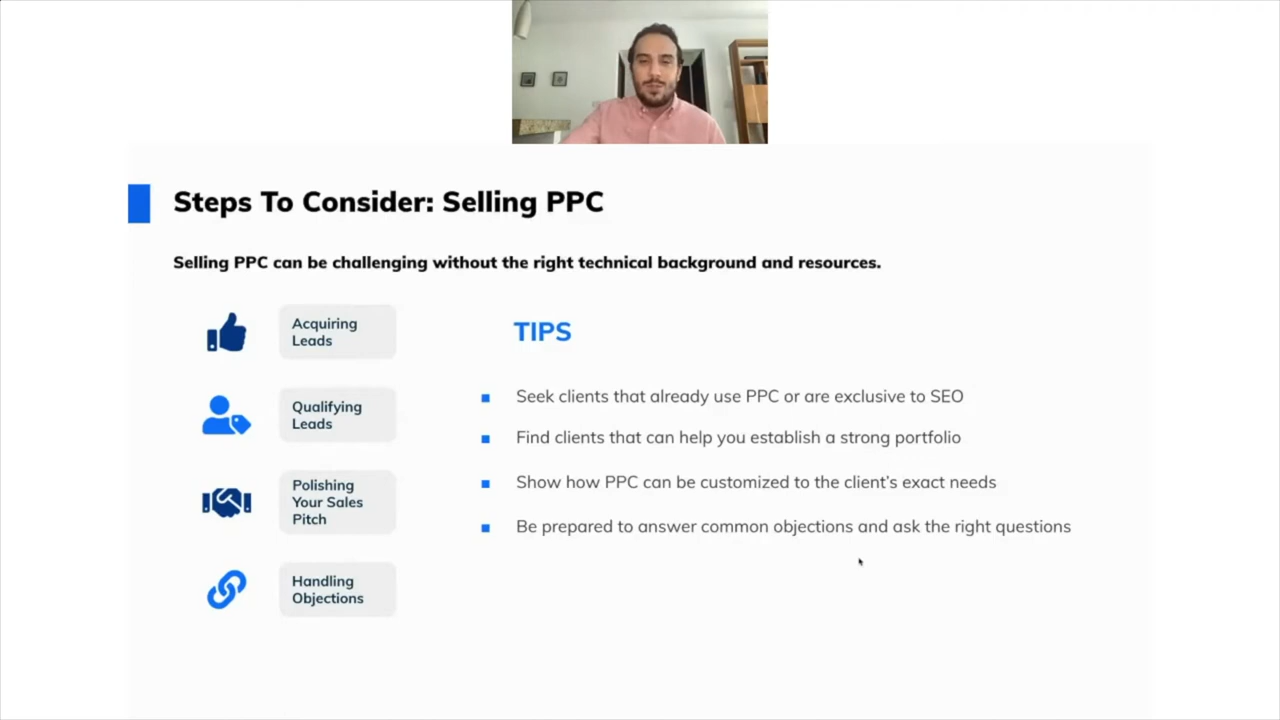 Steps To Consider: Selling PPC
Selling PPC can be challenging without the right technical background and resources.
Acquiring
Leads
Qualifying
Leads
Polishing
Your Sales
Pitch
Handling
Objections
TIPS
Seek clients that already use PPC or are exclusive to SEO
Find clients that can help you establish a strong portfolio
Show how PPC can be customized to the client's exact needs
Be prepared to answer common objections and ask the right questions